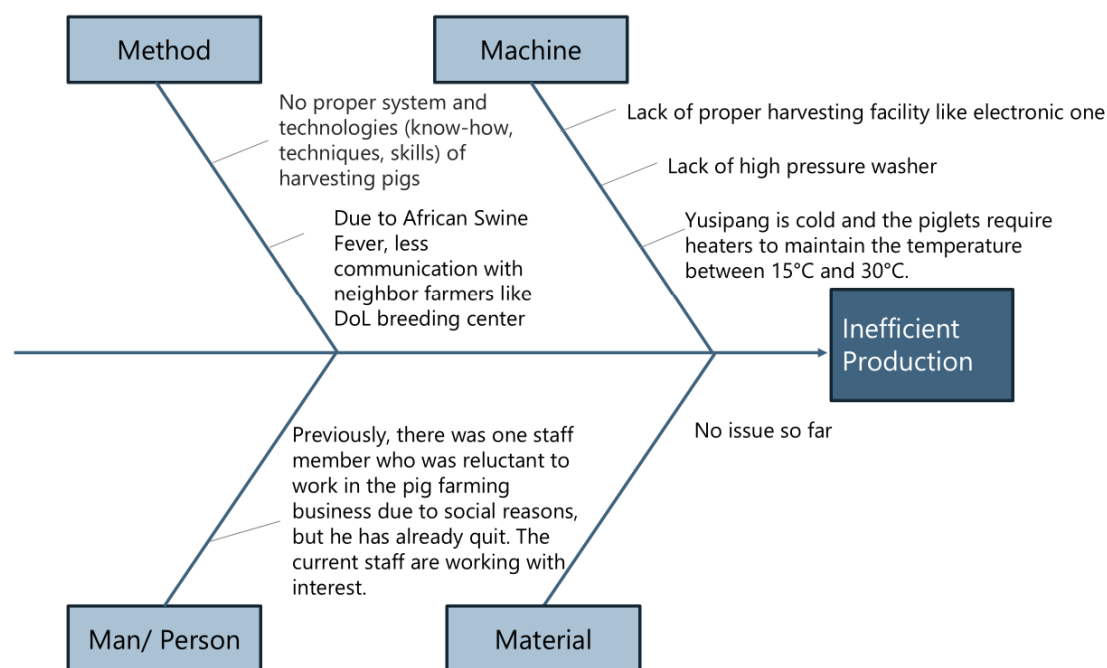 Method
Machine
No proper system and
technologies (know-how,
techniques, skills) of
harvesting pigs
Due to African Swine
Fever, less
communication with
neighbor farmers like
DoL breeding center
Lack of proper harvesting facility like electronic one
Lack of high pressure washer
Yusipang is cold and the piglets require
heaters to maintain the temperature
between 15°C and 30°C.
Inefficient
Production
Previously, there was one staff
member who was reluctant to
work in the pig farming
business due to social reasons,
but he has already quit. The
current staff are working with
interest.
No issue so far
Man/ Person
Material